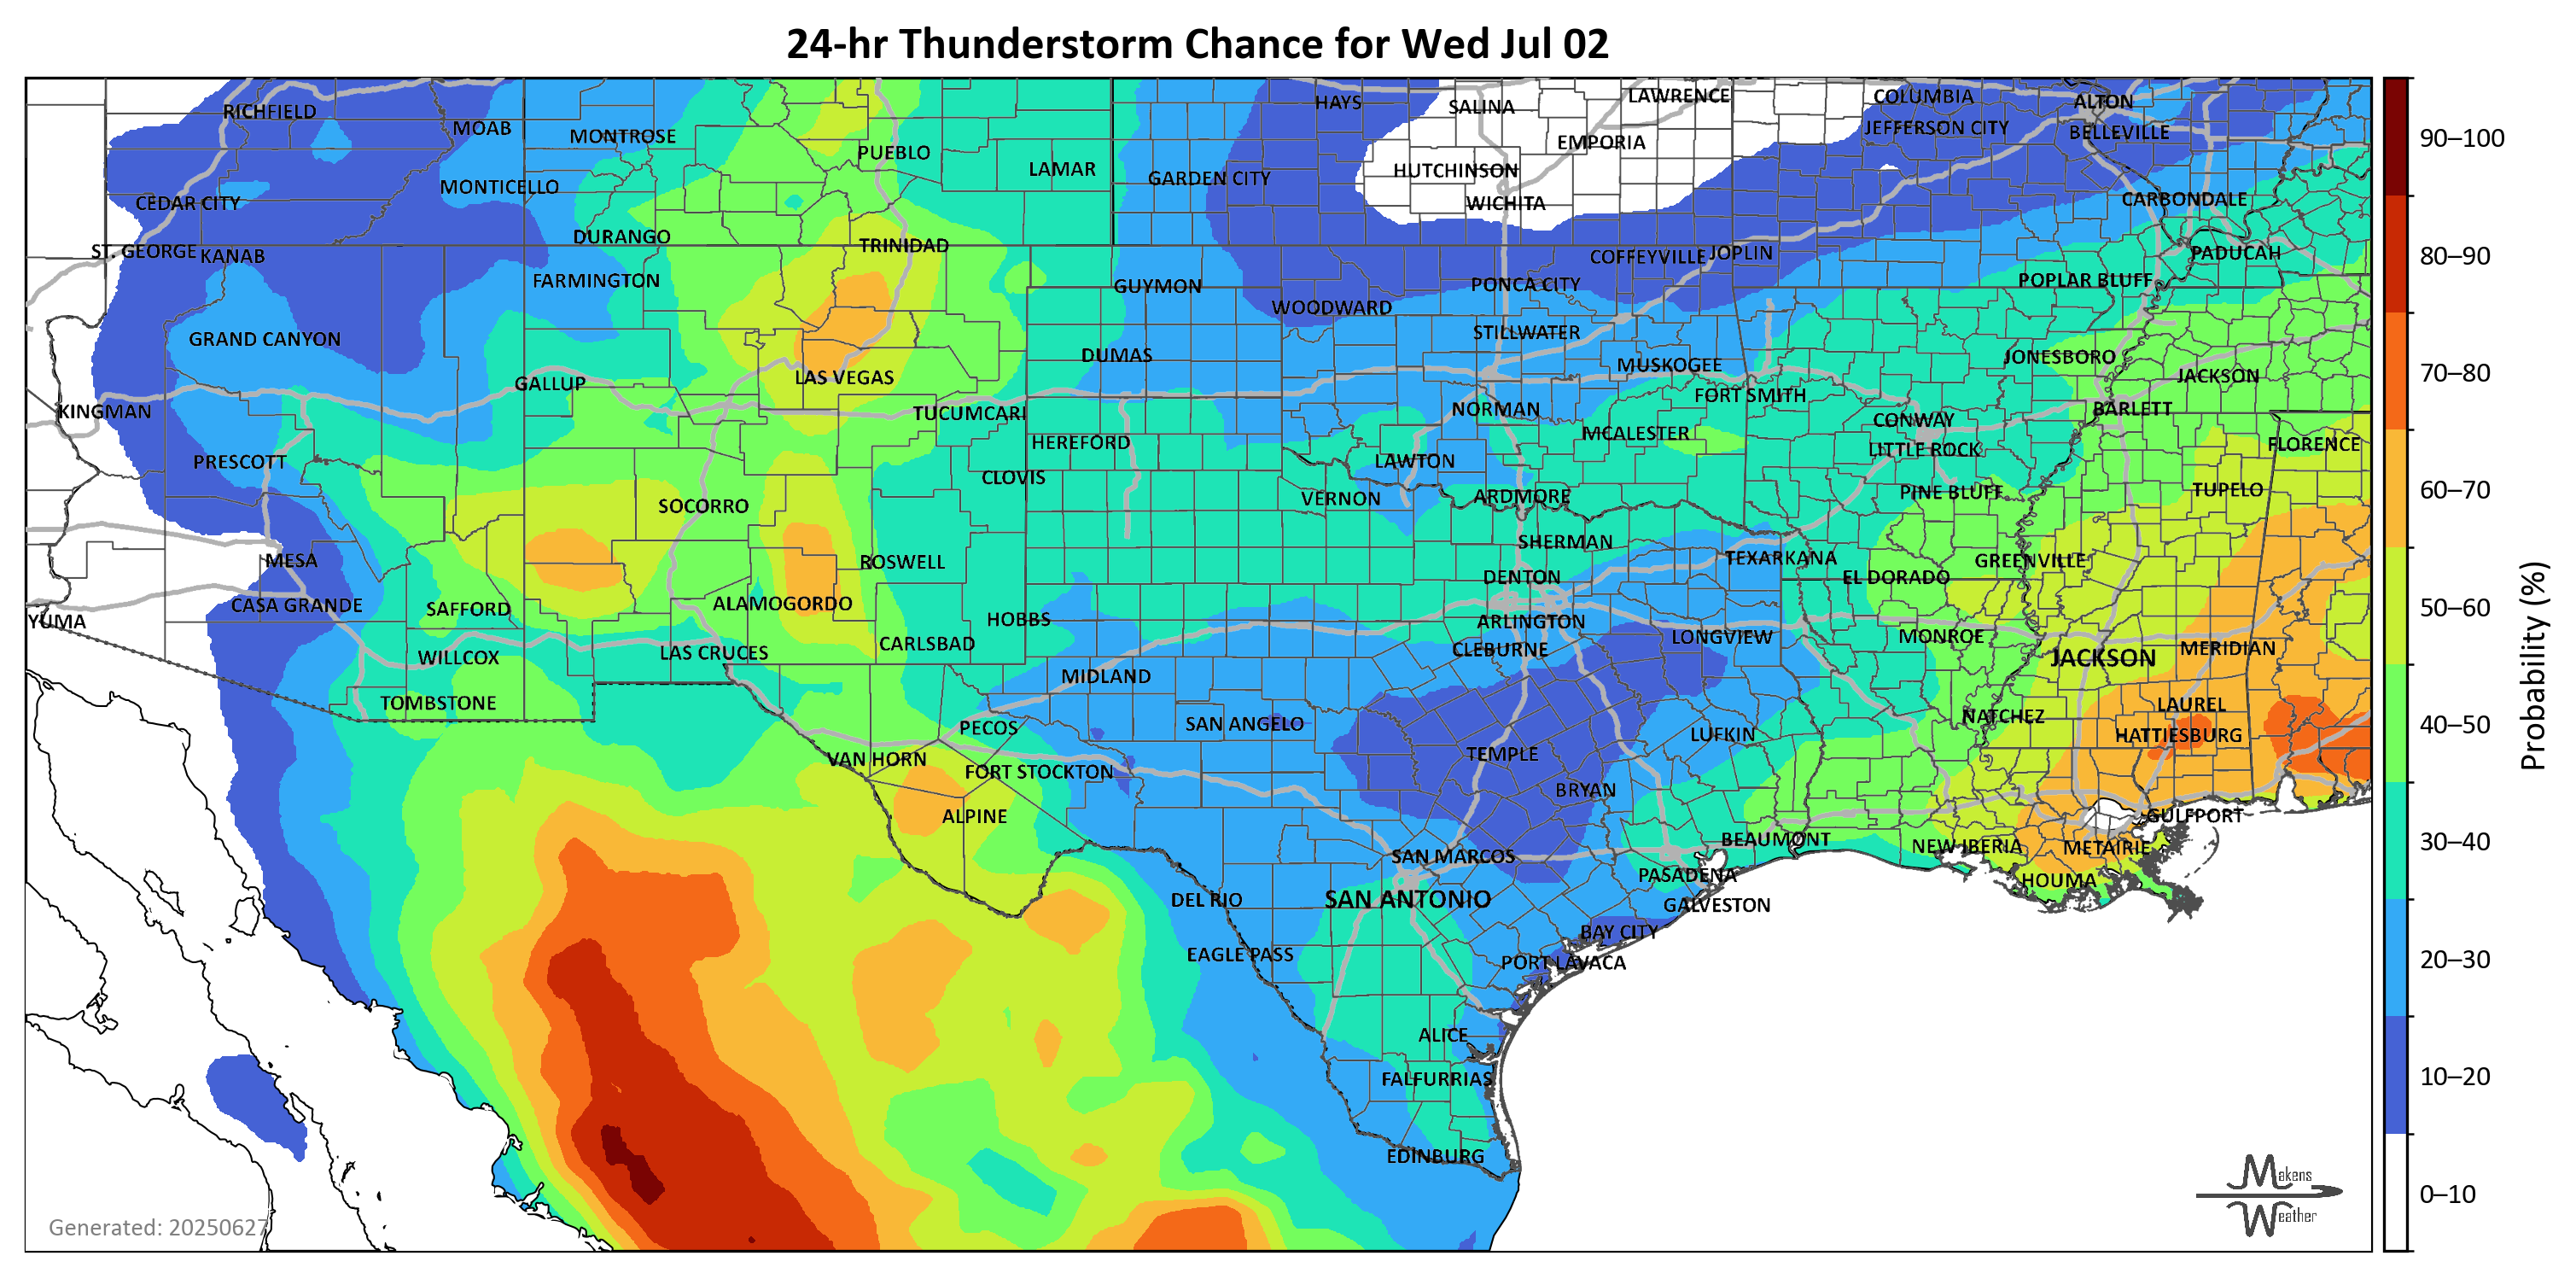 24-hr Thunderstorm Chance for Wed Jul 02
RICHFIELD
MOAB
MONTROSE
PUEBLO
LAMAR
HAYS
SALINA
LAWRENCE
COLUMBIA
ALTON
JEFFERSON CITY
BELLEVILLE
EMPORIA
HUTCHINSON
GARDEN CITY
WICHITA
CARBONDALE
MONTICELLO
CEDAR CITY
DURANGO
TRINIDAD
ST. GEORGE
KANAB
COFFEYVILLE
JOPLIN
PADUCAH
FARMINGTON
GUYMON
PONCA CITY
POPLAR BLUFF
WOODWARD
GRAND CANYON
STILLWATER
DUMAS
MUSKOGEE
JONESBORO
JACKSON
GALLUP
LAS VEGAS
FORT SMITH
KINGMAN
TUCUMCARI
NORMAN
BARLETT
CONWAY
HEREFORD
MCALESTER
LITTLE ROCK
FLORENCE
PRESCOTT
LAWTON
CLOVIS
TUPELO
VERNON
ARDMORE
PINE BLUFF
SOCORRO
SHERMAN
MESA
ROSWELL
TEXARKANA
GREENVILLE
DENTON
EL DORADO
CASA GRANDE
SAFFORD
ALAMOGORDO
YUMA
HOBBS
ARLINGTON
LONGVIEW
MONROE
CARLSBAD
CLEBURNE
MERIDIAN
WILLCOX
LAS CRUCES
JACKSON
MIDLAND
TOMBSTONE
LAUREL
PECOS
SAN ANGELO
NATCHEZ
LUFKIN
HATTIESBURG
VAN HORN
TEMPLE
FORT STOCKTON
BRYAN
ALPINE
GULFPORT
BEAUMONT
NEW IBERIA
METAIRIE
SAN MARCOS
PASADENA
HOUMA
DEL RIO
SAN ANTONIO
GALVESTON
BAY CITY
EAGLE PASS
PORT LAVACA
ALICE
FALFURRIAS
EDINBURG
Generated: 20250627
Makens
Weather
90–100
80–90
70–80
60–70
50–60
40–50
30–40
20–30
10–20
0–10
Probability (%)